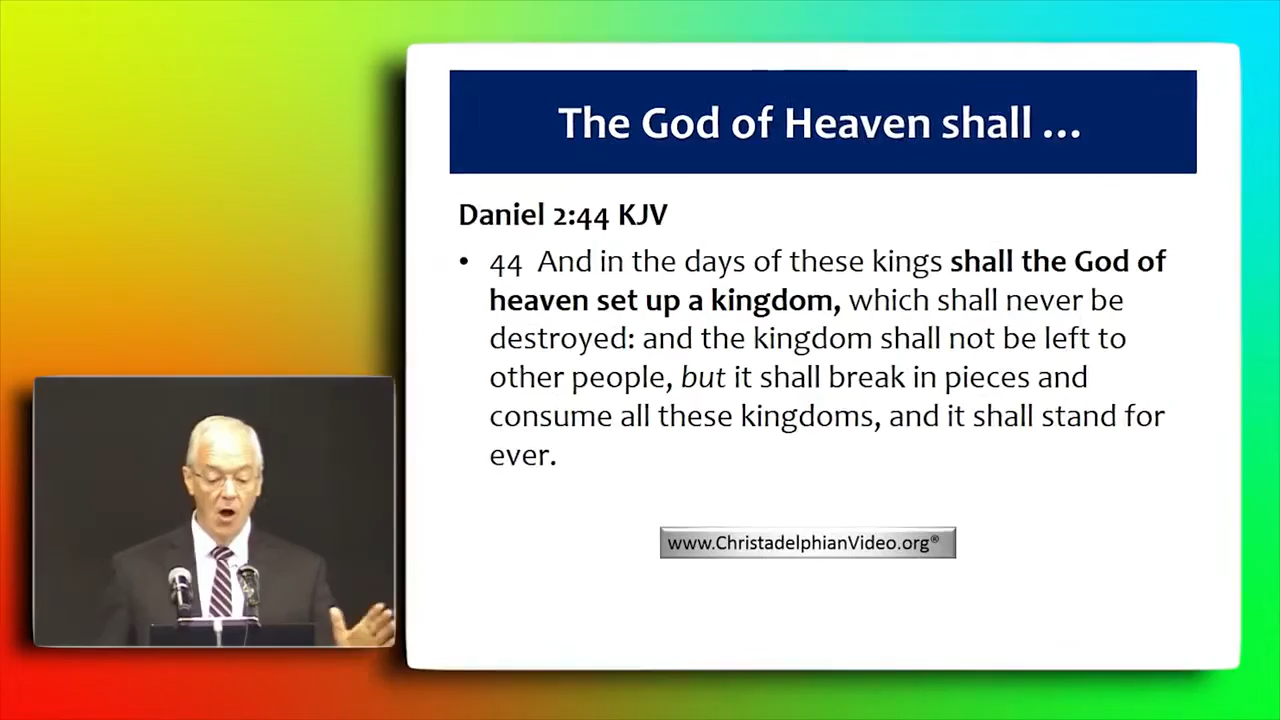 The God of Heaven shall ...
Daniel 2:44 KJV
• 44 And in the days of these kings shall the God of
heaven set up a kingdom, which shall never be
destroyed: and the kingdom shall not be left to
other people, but it shall break in pieces and
consume all these kingdoms, and it shall stand for
ever.
www.ChristadelphianVideo.org®